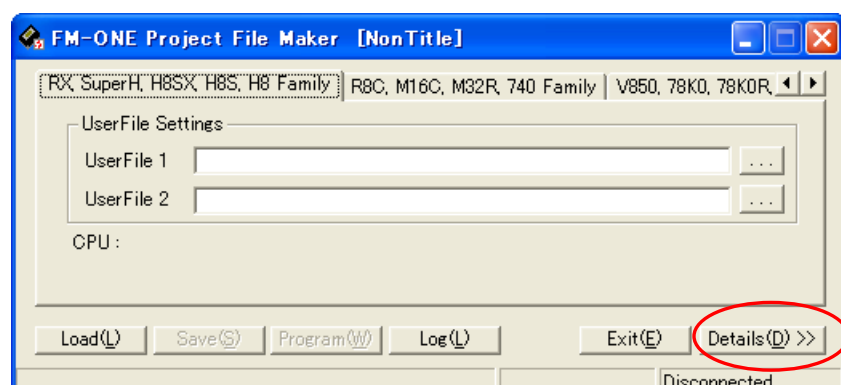 FM-ONE Project File Maker [NonTitle]
RX, SuperH, H8SX, H8S, H8 Family R8C, M16C, M32R, 740 Family V850, 78K0, 78K0R,
UserFile Settings
UserFile 1 ...
UserFile 2 ...
CPU :
Load(L) Save(S) Program(W) Log(L) Exit(E) Details(D) >>
Disconnected